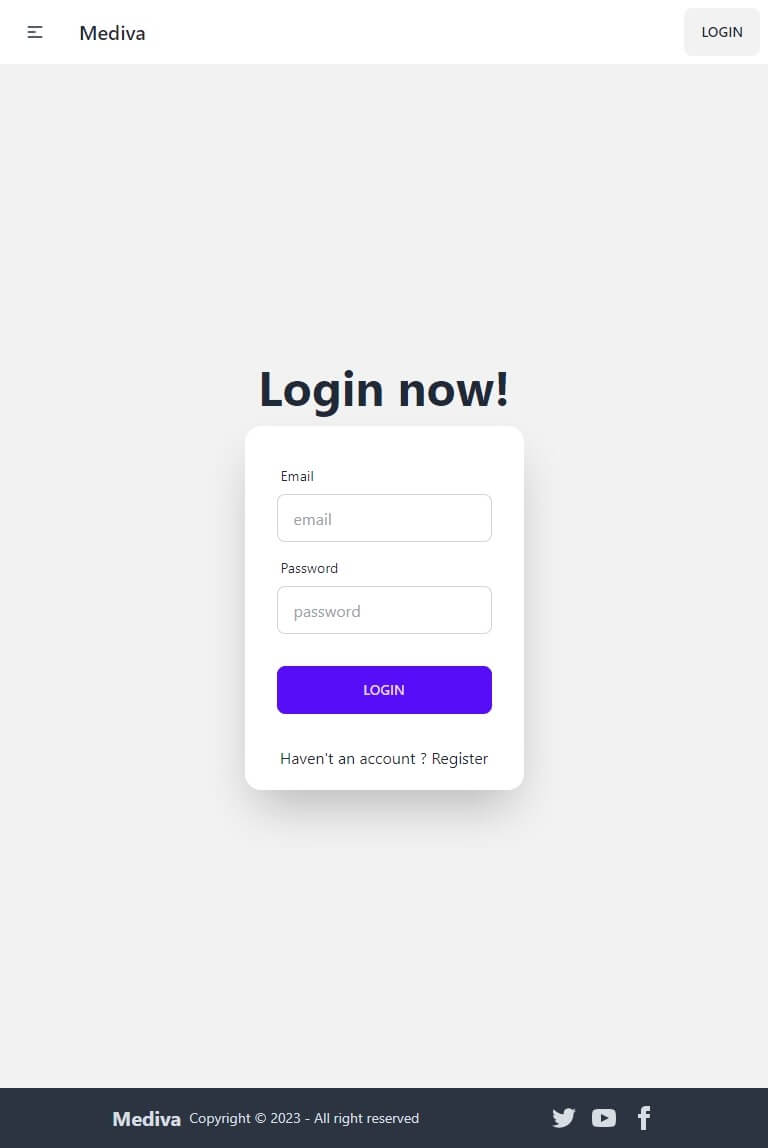 Mediva
LOGIN
Login now!
Email
email
Password
password
LOGIN
Haven't an account ? Register
Mediva Copyright © 2023 - All right reserved